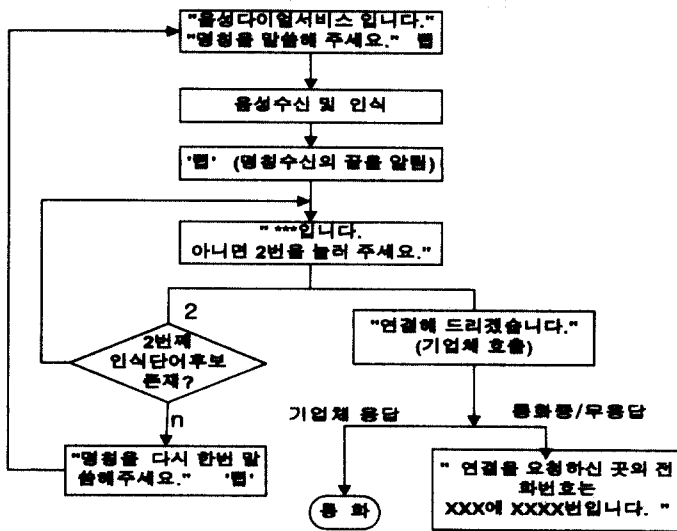 "음성다이얼서비스 입니다."
"명칭을 말씀해 주세요." 삡
음성수신 및 인식
'삡' (명칭수신의 끝을 알림)
" ***입니다.
아니면 2번을 눌러 주세요."
2
2번째
인식단어후보
존재?
n
"명칭을 다시 한번 말
씀해주세요." '삡'
"연결해 드리겠습니다."
(기업체 호출)
기업체 응답
통화중/무응답
통 화
" 연결을 요청하신 곳의 전
화번호는
XXX에 XXXX번입니다. "